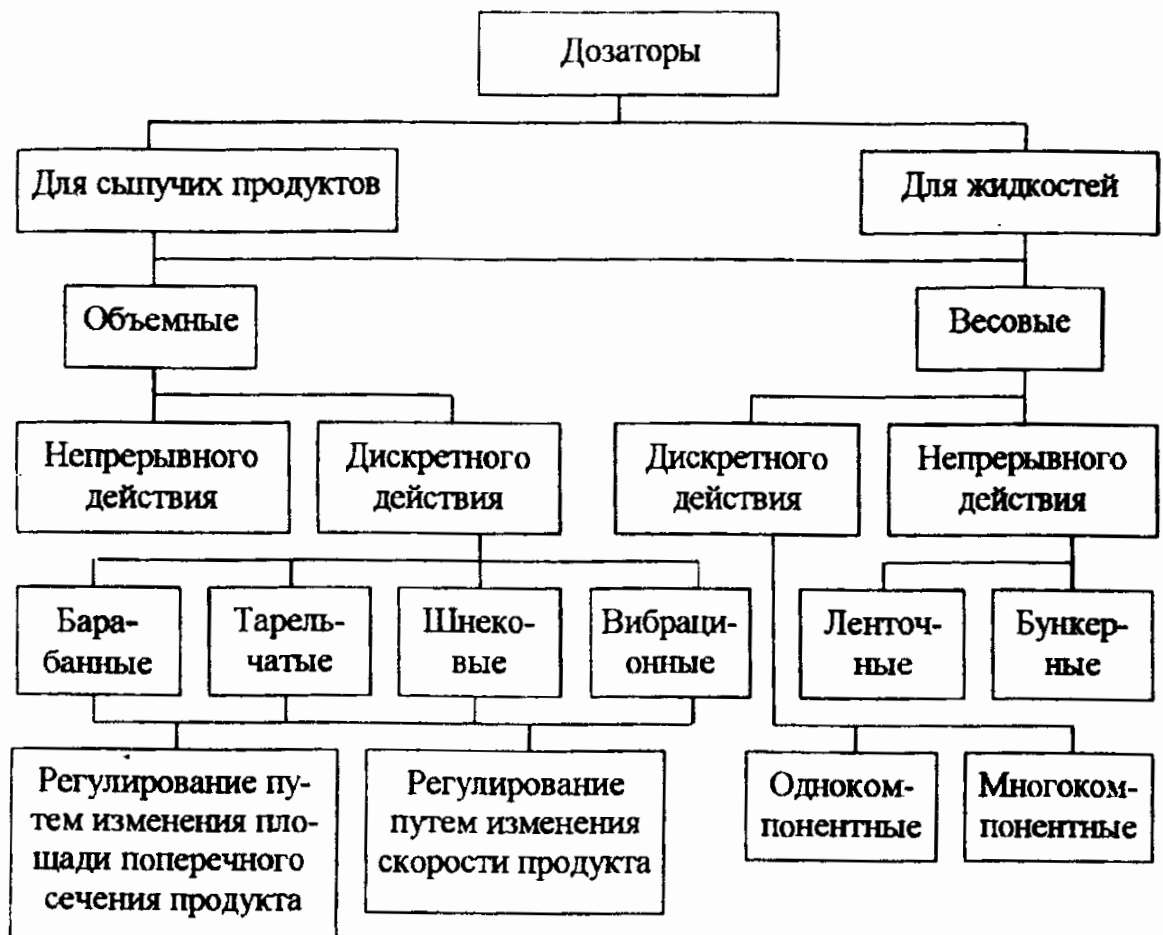 Дозаторы
Для сыпучих продуктов
Для жидкостей
Объемные
Весовые
Непрерывного
действия
Дискретного
действия
Дискретного
действия
Непрерывного
действия
Бара-
банные
Тарель-
чатые
Шнеко-
вые
Вибраци-
онные
Ленточ-
ные
Бункер-
ные
Регулирование пу-
тем изменения пло-
щади поперечного
сечения продукта
Регулирование
путем изменения
скорости продукта
Одноком-
понентные
Многоком-
понентные